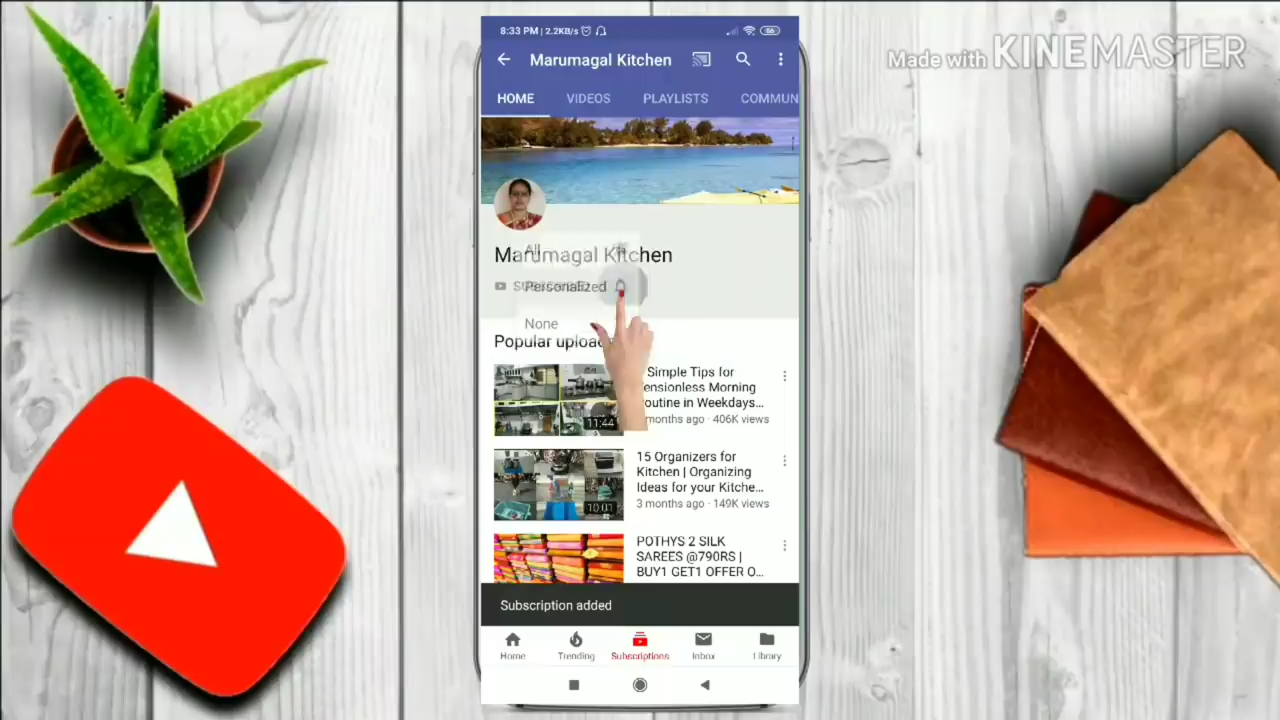 8:33 PM | 2.2KB/s
66
Made with KINEMASTER
Marumagal Kitchen
HOME VIDEOS PLAYLISTS COMMUN
All
Marumagal Kitchen
Personalized
None
Popular uploa
Simple Tips for
ensionless Morning
outine in Weekdays...
months ago · 406K views
11:44
15 Organizers for
Kitchen | Organizing
Ideas for your Kitche...
3 months ago · 149K views
10:01
POTHYS 2 SILK
SAREES @790RS |
BUY1 GET1 OFFER O...
Subscription added
Home Trending Subscriptions Inbox Library